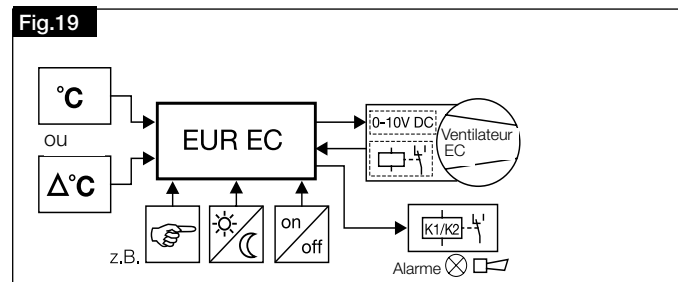 Fig.19
°C
ou
Δ°C
EUR EC
0-10V DC
Ventilateur
EC
z.B.
on
off
K1/K2
Alarme